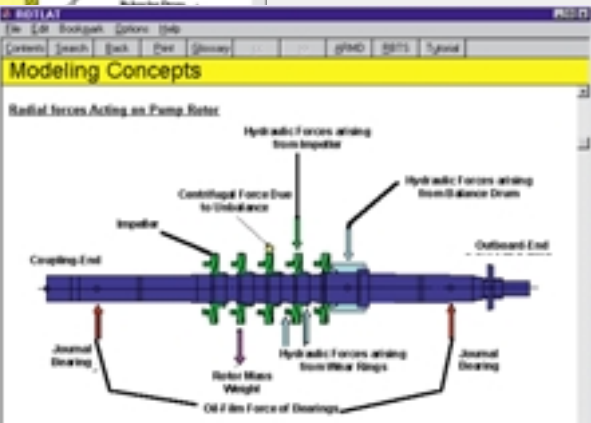 ROTLAT
File Edit Bookmark Options Help
Contents Search Back Print Glossary << >> ARMD RBTS Tutorial
Modeling Concepts
Radial forces Acting on Pump Rotor
Hydraulic Forces arising
from Impeller
Hydraulic Forces arising
from Balance Drum
Centrifugal Force Due
to Unbalance
Impeller
Coupling-End
Outboard-End
Journal
Bearing
Hydraulic Forces arising
from Wear Rings
Journal
Bearing
Rotor Mass
Weight
Oil-Film Force of Bearings